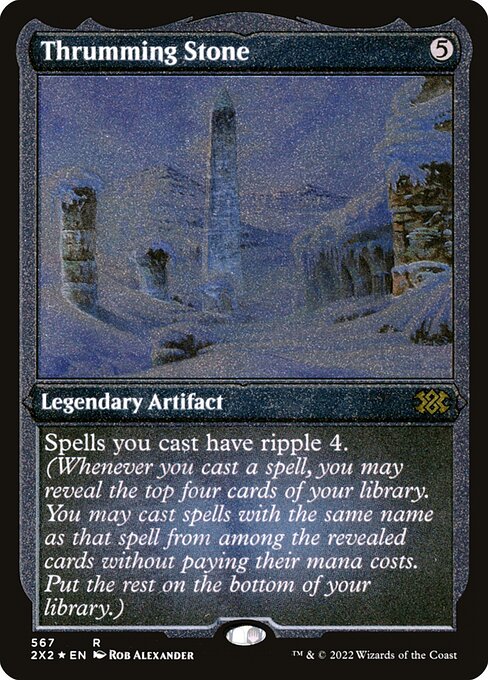 Thrumming Stone 5
Legendary Artifact
Spells you cast have ripple 4.
(Whenever you cast a spell, you may
reveal the top four cards of your library.
You may cast spells with the same name
as that spell from among the revealed
cards without paying their mana costs.
Put the rest on the bottom of your
library.)
567 R
2X2 ★ EN Rob Alexander
™ & © 2022 Wizards of the Coast